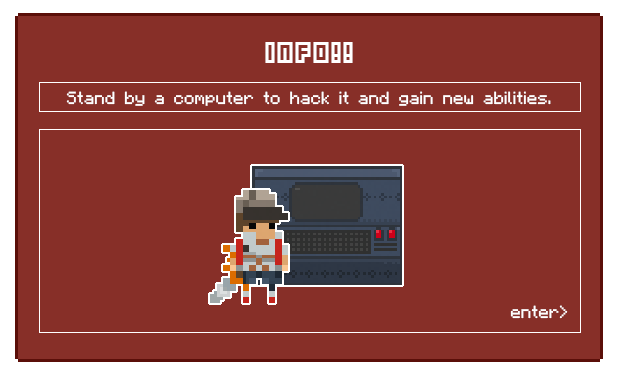 INFO!!
Stand by a computer to hack it and gain new abilities.
enter>